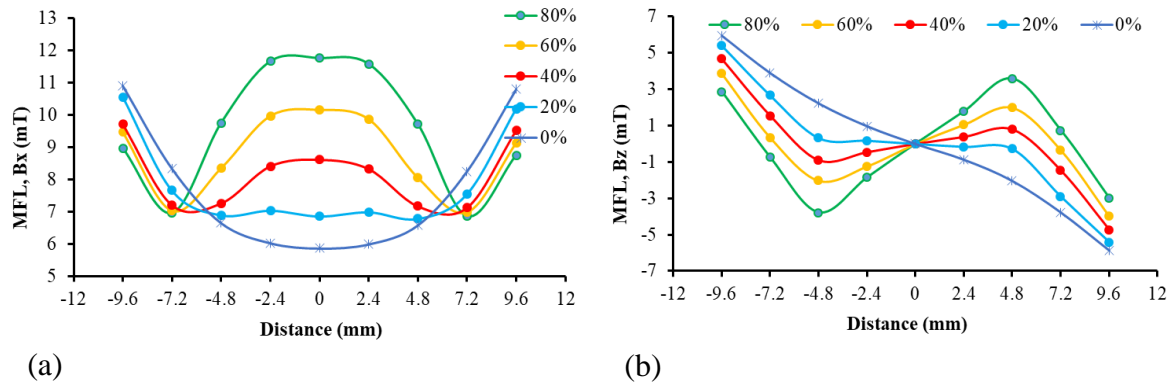 13
12
11
10
9
8
7
6
5
MFL, Bx (mT)
80%
60%
40%
20%
0%
-12 -9.6 -7.2 -4.8 -2.4 0 2.4 4.8 7.2 9.6 12
Distance (mm)
(a)
7
5
3
1
-1
-3
-5
-7
MFL, Bz (mT)
80% 60% 40% 20% 0%
-12 -9.6 -7.2 -4.8 -2.4 0 2.4 4.8 7.2 9.6 12
Distance (mm)
(b)